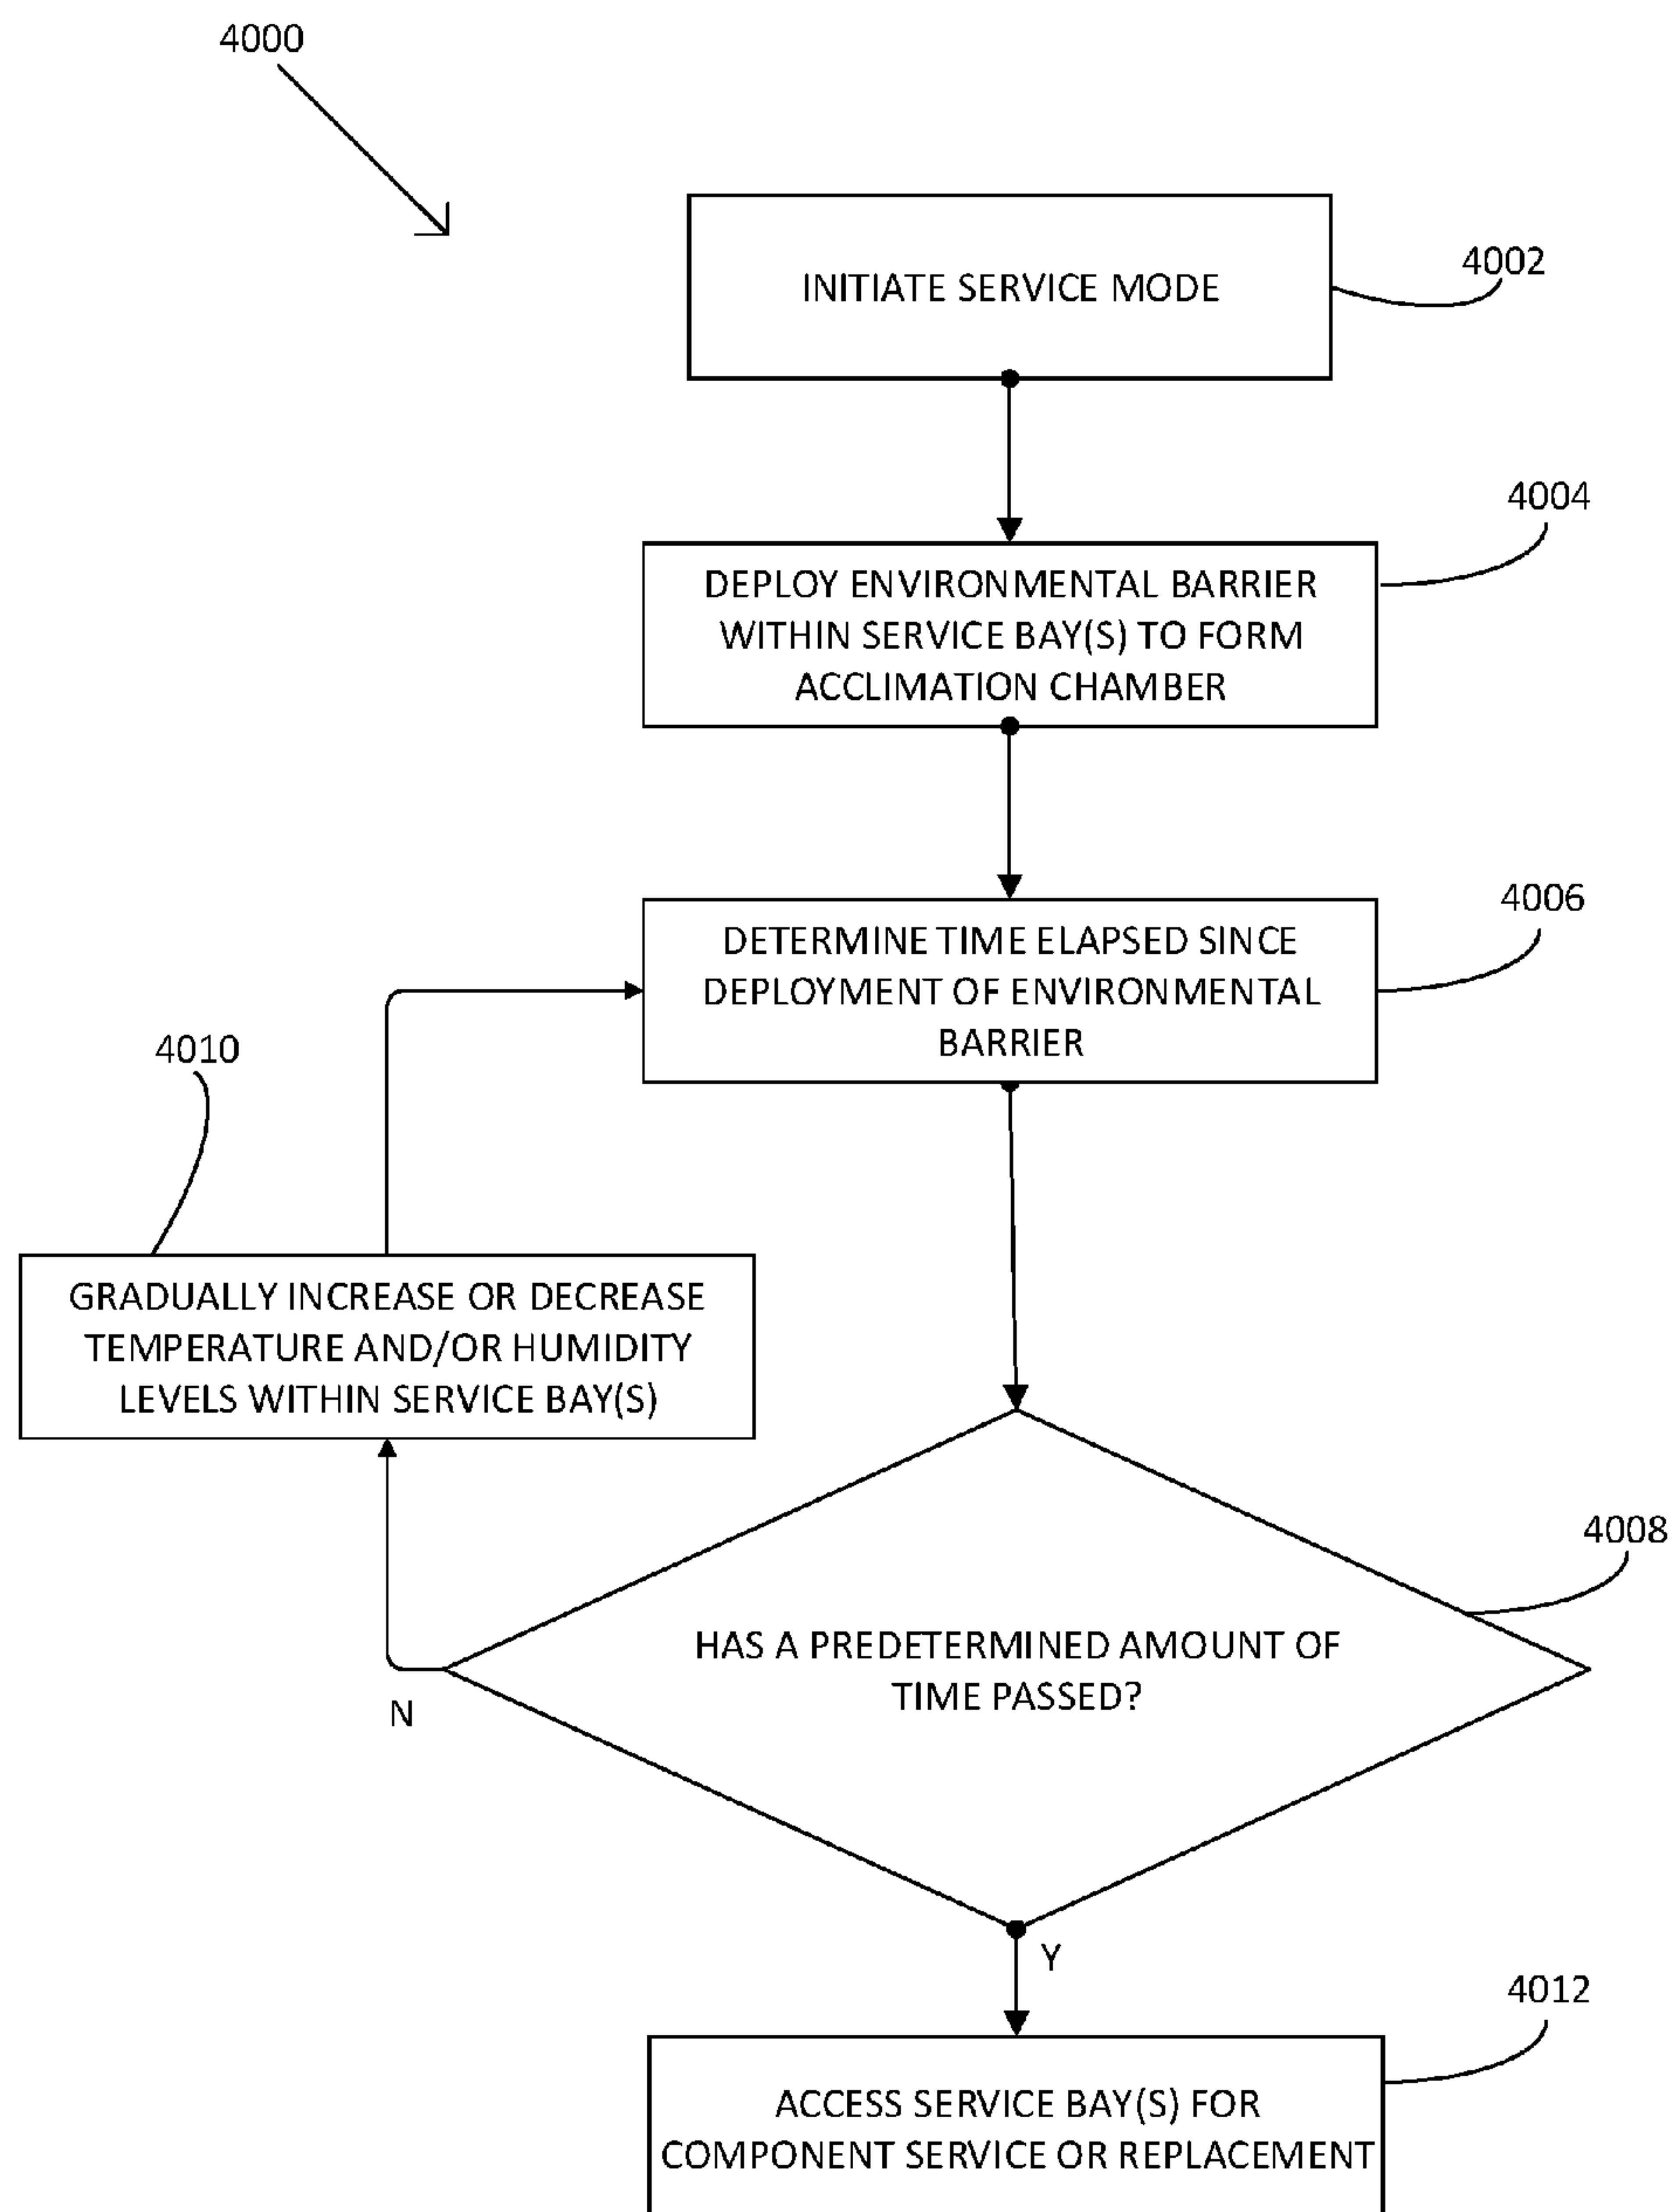 4000
INITIATE SERVICE MODE
4002
4004
DEPLOY ENVIRONMENTAL BARRIER
WITHIN SERVICE BAY(S) TO FORM
ACCLIMATION CHAMBER
4006
DETERMINE TIME ELAPSED SINCE
DEPLOYMENT OF ENVIRONMENTAL
BARRIER
4010
GRADUALLY INCREASE OR DECREASE
TEMPERATURE AND/OR HUMIDITY
LEVELS WITHIN SERVICE BAY(S)
4008
HAS A PREDETERMINED AMOUNT OF
TIME PASSED?
N
Y
4012
ACCESS SERVICE BAY(S) FOR
COMPONENT SERVICE OR REPLACEMENT